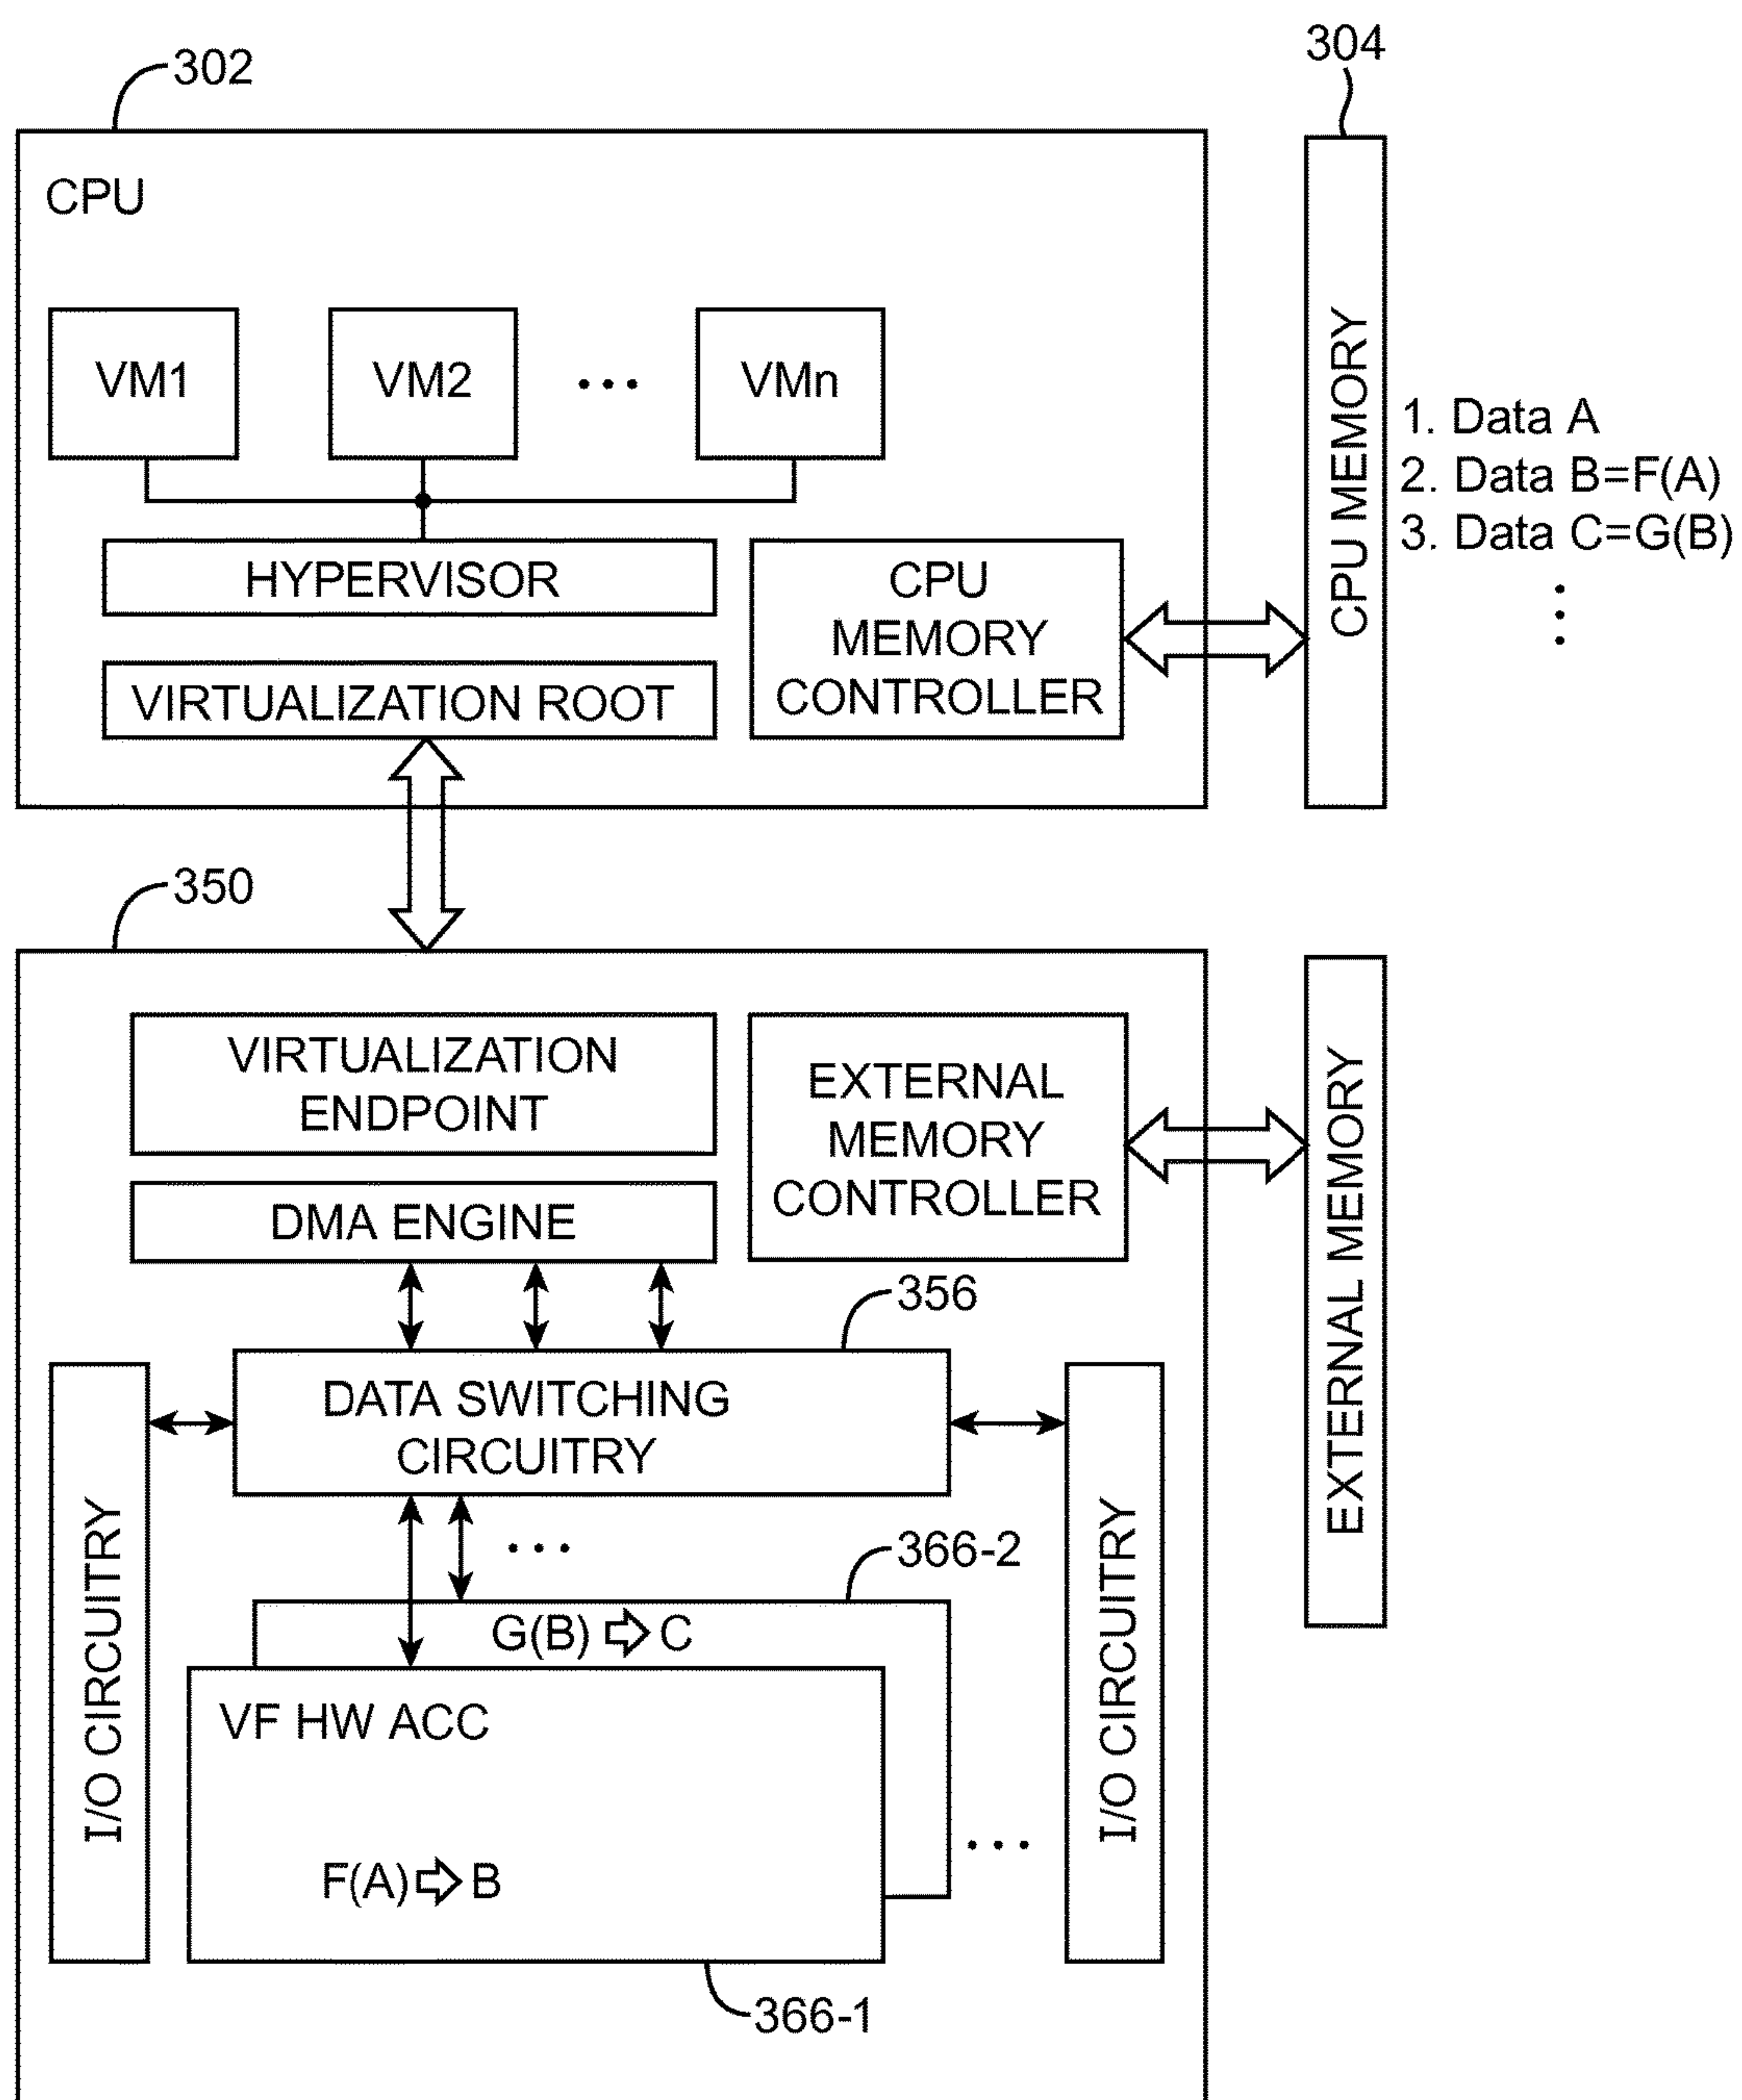 302
304
CPU
VM1
VM2
...
VMn
HYPERVISOR
VIRTUALIZATION ROOT
CPU
MEMORY
CONTROLLER
CPU MEMORY
1. Data A
2. Data B=F(A)
3. Data C=G(B)
350
VIRTUALIZATION
ENDPOINT
DMA ENGINE
EXTERNAL
MEMORY
CONTROLLER
EXTERNAL MEMORY
356
DATA SWITCHING
CIRCUITRY
I/O CIRCUITRY
I/O CIRCUITRY
...
366-2
G(B) ⇨ C
VF HW ACC
F(A) ⇨ B
...
366-1